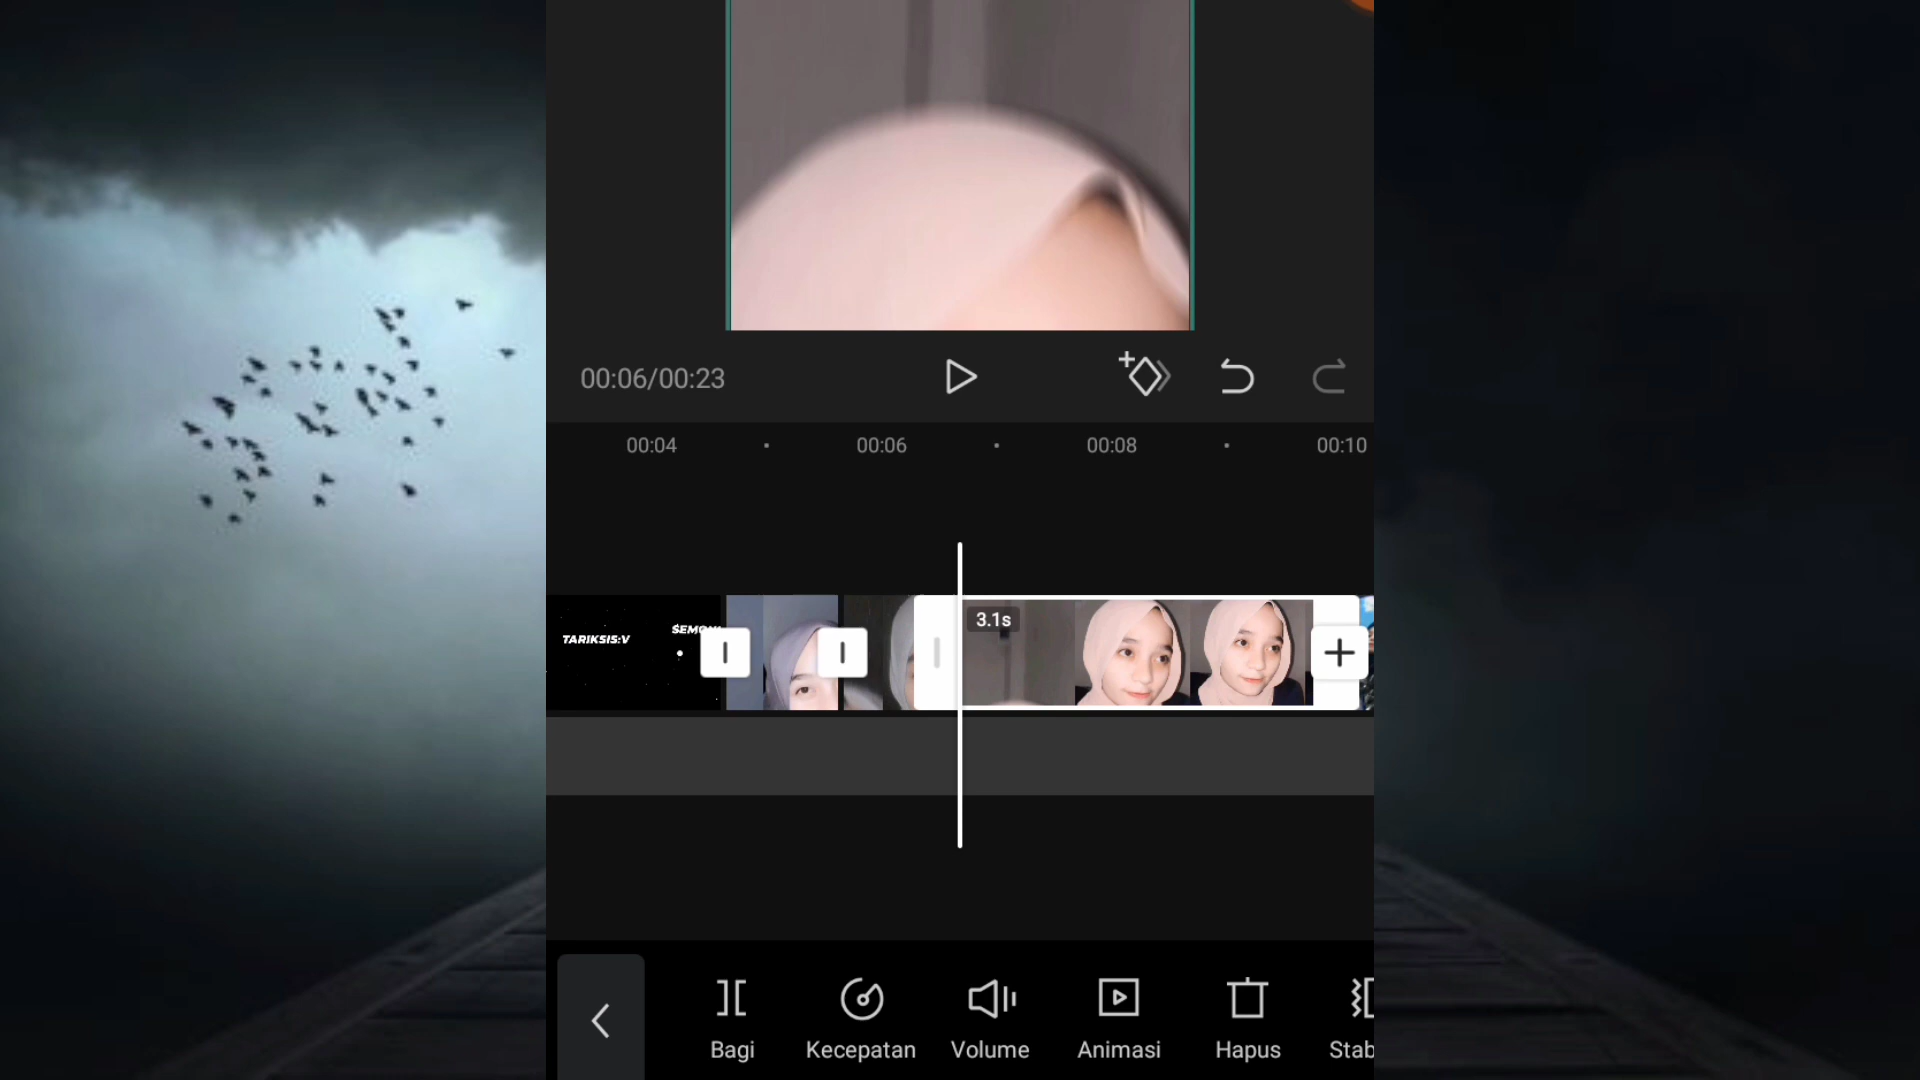 00:06/00:23
00:04 00:06 00:08 00:10
TARIKSIS:V
3.1s
Bagi Kecepatan Volume Animasi Hapus Stab